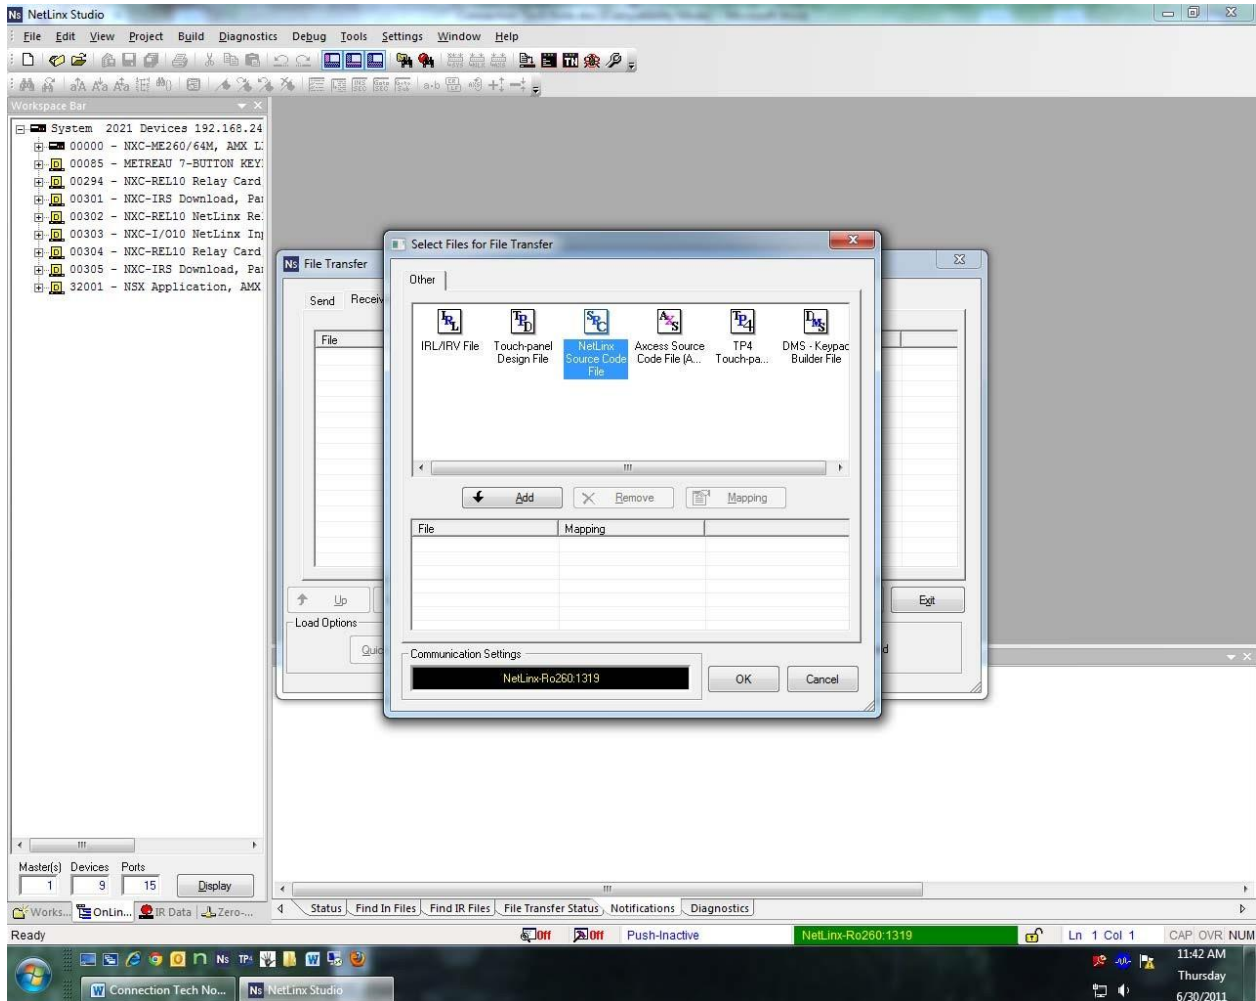 NetLinx Studio
File Edit View Project Build Diagnostics Debug Tools Settings Window Help
Workspace Bar
System 2021 Devices 192.168.24
00000 - NXC-ME260/64M, AMX L
00085 - METREAU 7-BUTTON KEY
00294 - NXC-REL10 Relay Card
00301 - NXC-IRS Download, Pa
00302 - NXC-REL10 NetLinx Re
00303 - NXC-I/O10 NetLinx In
00304 - NXC-REL10 Relay Card
00305 - NXC-IRS Download, Pa
32001 - NSX Application, AMX
File Transfer
Send Receiv
File
Up
Exit
Load Options
Quic
d
Select Files for File Transfer
Other
IRL/IRV File
Touch-panel Design File
NetLinx Source Code File
Axcess Source Code File (A...
TP4 Touch-pa...
DMS - Keypad Builder File
Add Remove Mapping
File Mapping
Communication Settings
NetLinx-Ro260:1319
OK Cancel
Master(s) Devices Ports
1 9 15 Display
Works... OnLin... IR Data Zero-...
Status Find In Files Find IR Files File Transfer Status Notifications Diagnostics
Ready Off Off Push-Inactive NetLinx-Ro260:1319 Ln 1 Col 1 CAP OVR NUM
Connection Tech No... NetLinx Studio
11:42 AM
Thursday
6/30/2011